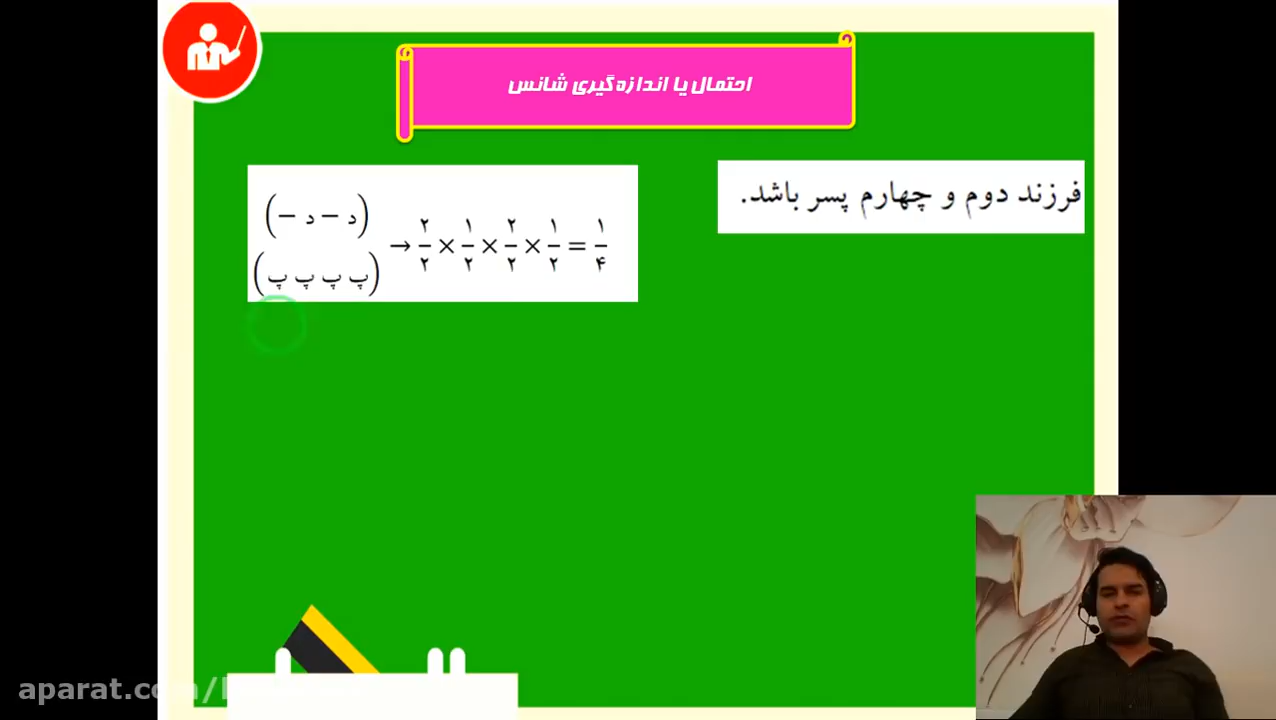 احتمال یا اندازه‌گیری شانس
فرزند دوم و چهارم پسر باشد.
(د – د –)
(پ پ پ پ)
→ ۲/۲ × ۱/۲ × ۲/۲ × ۱/۲ = ۱/۴
aparat.com/